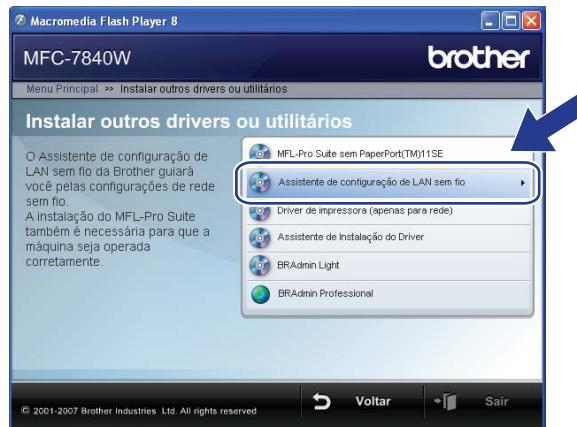 Macromedia Flash Player 8
MFC-7840W
brother
Menu Principal >> Instalar outros drivers ou utilitários
Instalar outros drivers ou utilitários
O Assistente de configuração de
LAN sem fio da Brother guiará
você pelas configurações de rede
sem fio.
A instalação do MFL-Pro Suite
também é necessária para que a
máquina seja operada
corretamente.
MFL-Pro Suite sem PaperPort(TM)11SE
Assistente de configuração de LAN sem fio
Driver de impressora (apenas para rede)
Assistente de Instalação do Driver
BRAdmin Light
BRAdmin Professional
© 2001-2007 Brother Industries Ltd. All rights reserved
Voltar
Sair